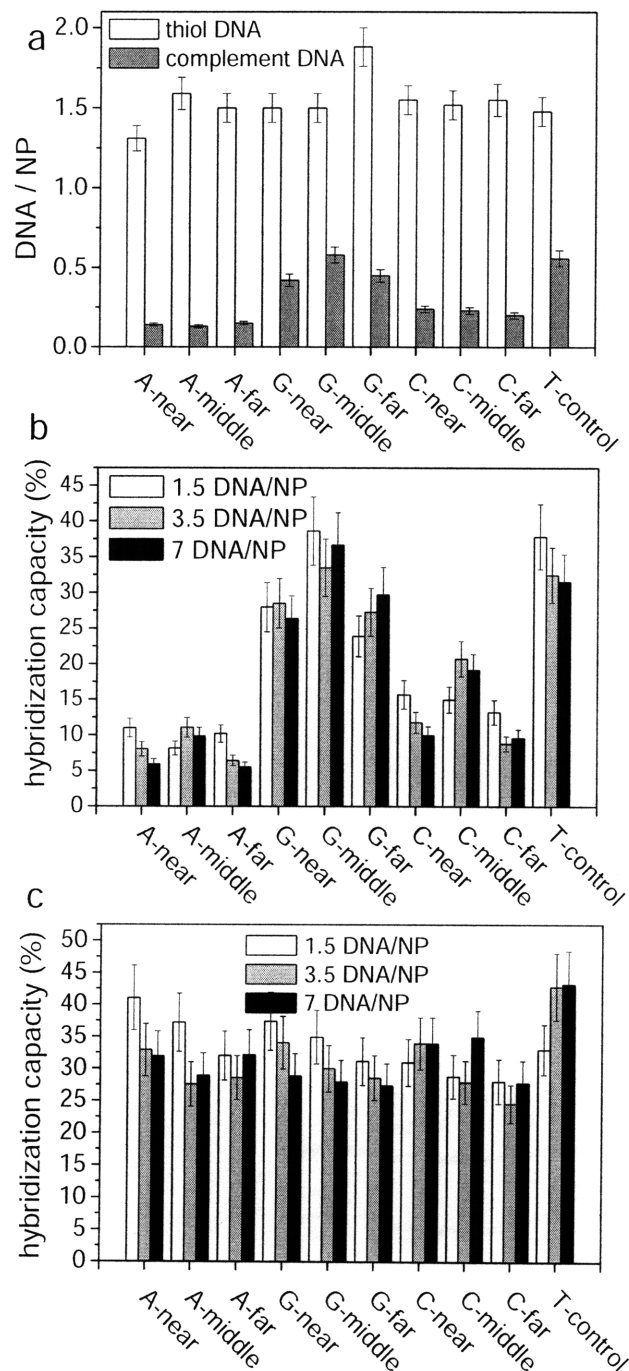 a
2.0
1.5
1.0
0.5
0.0
DNA / NP
thiol DNA
complement DNA
A-near
A-middle
A-far
G-near
G-middle
G-far
C-near
C-middle
C-far
T-control
b
45
40
35
30
25
20
15
10
5
0
hybridization capacity (%)
1.5 DNA/NP
3.5 DNA/NP
7 DNA/NP
A-near
A-middle
A-far
G-near
G-middle
G-far
C-near
C-middle
C-far
T-control
c
50
45
40
35
30
25
20
15
10
5
0
hybridization capacity (%)
1.5 DNA/NP
3.5 DNA/NP
7 DNA/NP
A-near
A-middle
A-far
G-near
G-middle
G-far
C-near
C-middle
C-far
T-control